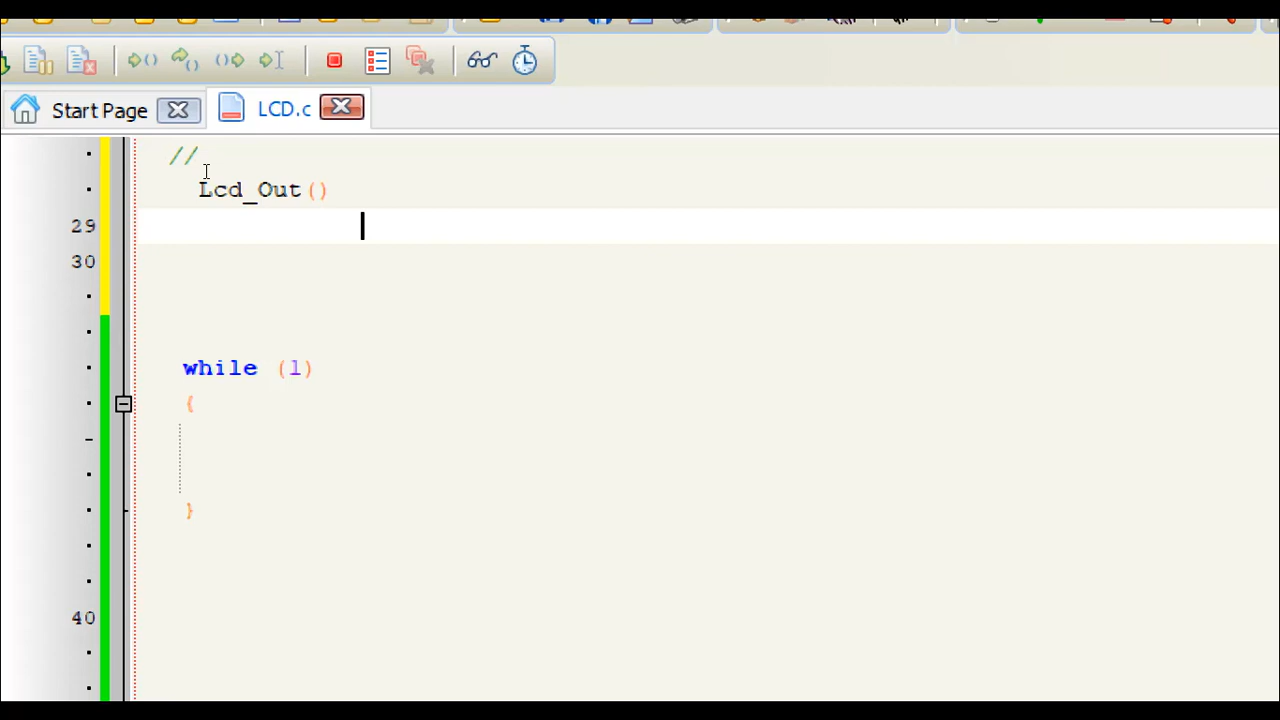 Start Page LCD.c
//
Lcd_Out()
29
30
while (1)
{
}
40